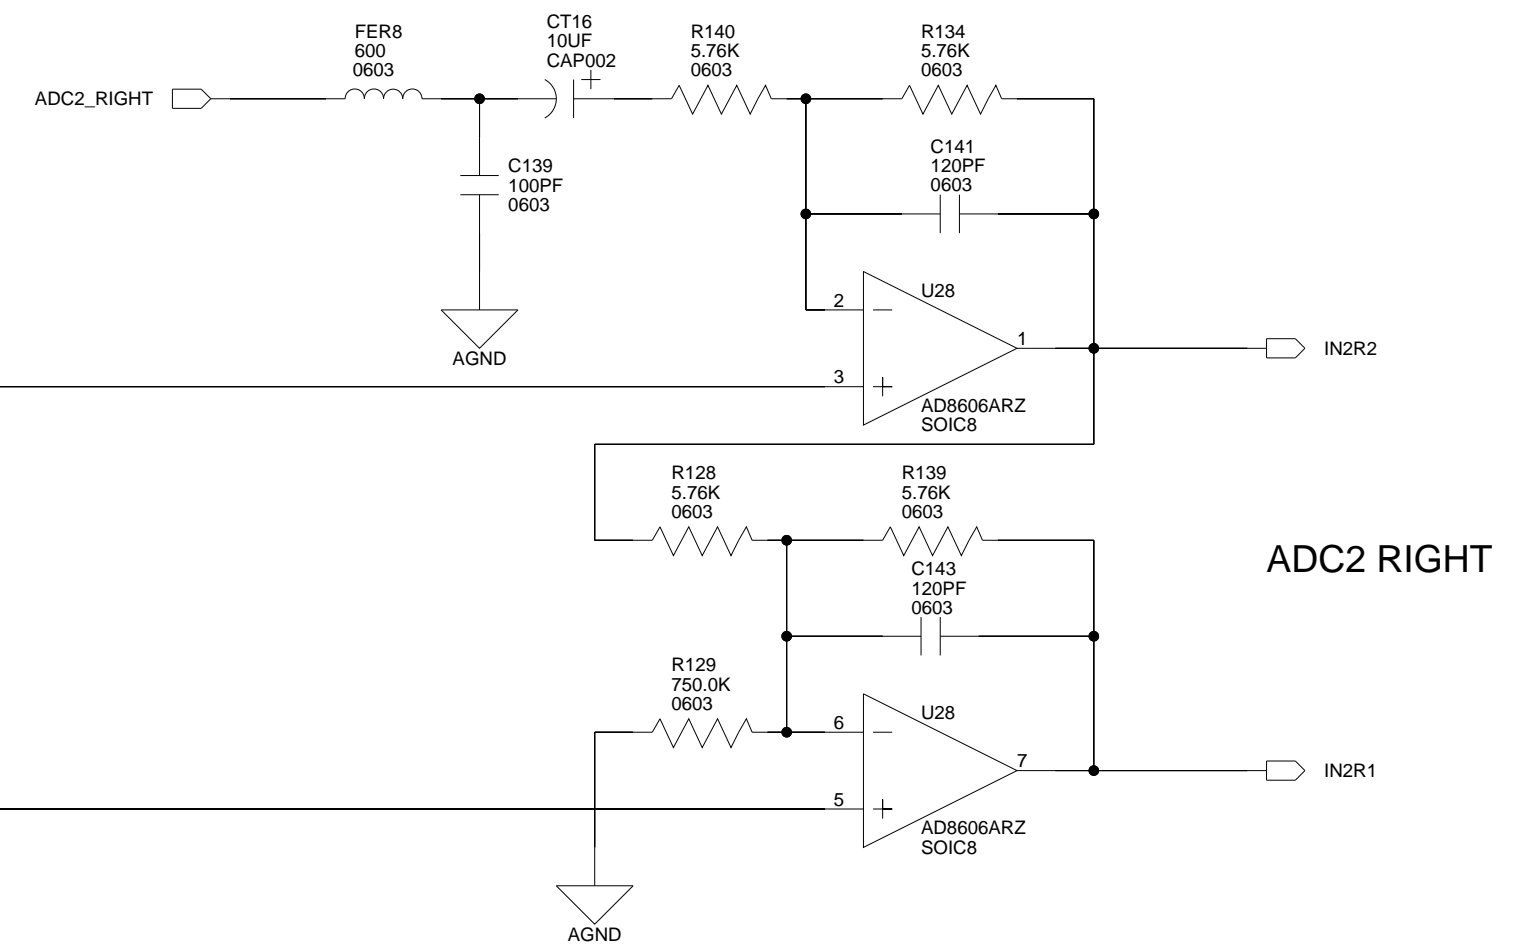 FER8
600
0603
CT16
10UF
CAP002
+
R140
5.76K
0603
R134
5.76K
0603
ADC2_RIGHT
C139
100PF
0603
C141
120PF
0603
AGND
U28
2
3
1
AD8606ARZ
SOIC8
IN2R2
R128
5.76K
0603
R139
5.76K
0603
C143
120PF
0603
ADC2 RIGHT
R129
750.0K
0603
U28
6
5
7
AD8606ARZ
SOIC8
IN2R1
AGND